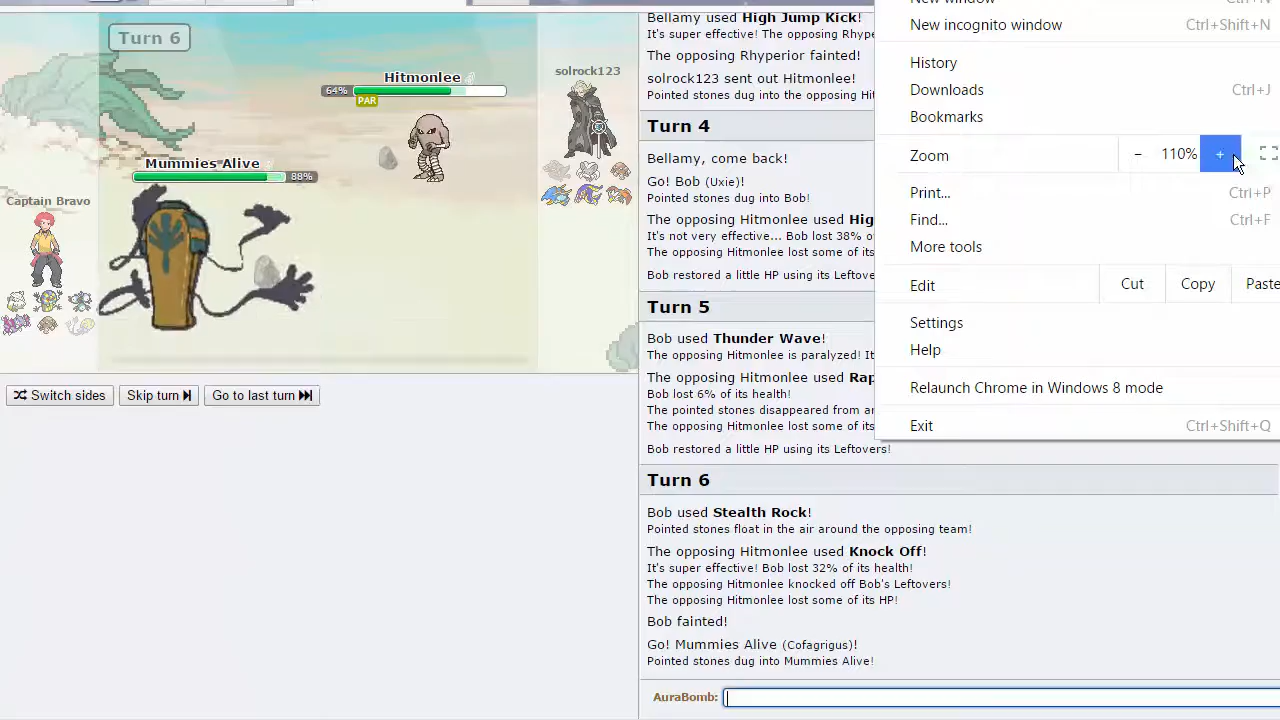 Turn 6
Hitmonlee
64%
PAR
solrock123
Mummies Alive
88%
Captain Bravo
Switch sides
Skip turn
Go to last turn
Bellamy used High Jump Kick!
It's super effective! The opposing Rhype
The opposing Rhyperior fainted!
solrock123 sent out Hitmonlee!
Pointed stones dug into the opposing Hit
Turn 4
Bellamy, come back!
Go! Bob (Uxie)!
Pointed stones dug into Bob!
The opposing Hitmonlee used Hig
It's not very effective... Bob lost 38% o
The opposing Hitmonlee lost some of its
Bob restored a little HP using its Leftove
Turn 5
Bob used Thunder Wave!
The opposing Hitmonlee is paralyzed! It
The opposing Hitmonlee used Rap
Bob lost 6% of its health!
The pointed stones disappeared from ar
The opposing Hitmonlee lost some of its
Bob restored a little HP using its Leftovers!
Turn 6
Bob used Stealth Rock!
Pointed stones float in the air around the opposing team!
The opposing Hitmonlee used Knock Off!
It's super effective! Bob lost 32% of its health!
The opposing Hitmonlee knocked off Bob's Leftovers!
The opposing Hitmonlee lost some of its HP!
Bob fainted!
Go! Mummies Alive (Cofagrigus)!
Pointed stones dug into Mummies Alive!
AuraBomb:
New window Ctrl+N
New incognito window Ctrl+Shift+N
History
Downloads Ctrl+J
Bookmarks
Zoom - 110% +
Print... Ctrl+P
Find... Ctrl+F
More tools
Edit Cut Copy Paste
Settings
Help
Relaunch Chrome in Windows 8 mode
Exit Ctrl+Shift+Q